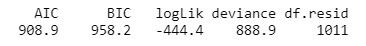 AIC BIC logLik deviance df.resid
908.9 958.2 -444.4 888.9 1011